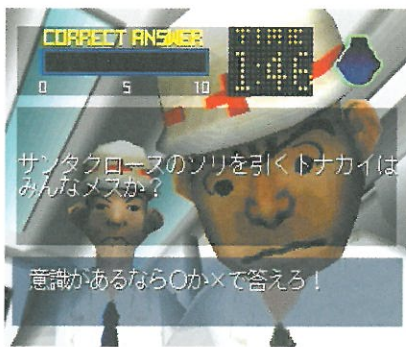 CORRECT ANSWER
TIME
1:46
0 5 10
サンタクロースのソリを引くトナカイは
みんなメスか？
意識があるなら○か×で答えろ！